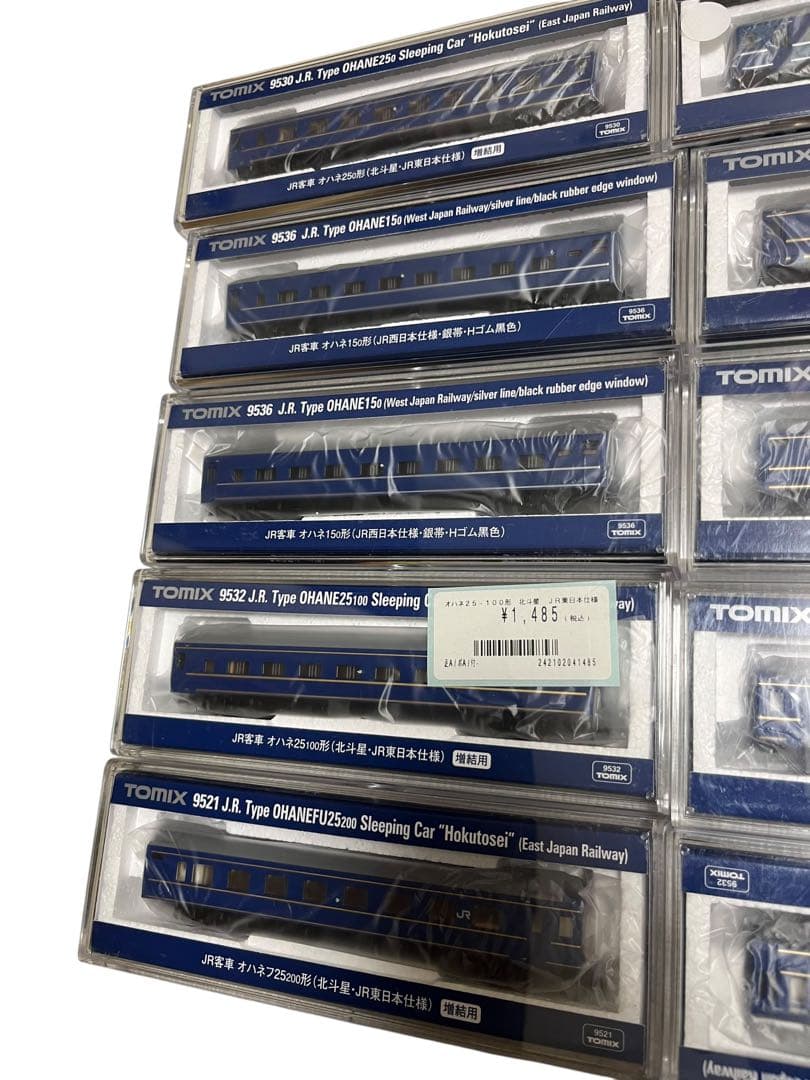 TOMIX 9530 J.R. Type OHANE250 Sleeping Car "Hokutosei" (East Japan Railway)
9530
TOMIX
JR客車 オハネ250形(北斗星・JR東日本仕様) 増結用
TOMIX 9536 J.R. Type OHANE150 (West Japan Railway/silver line/black rubber edge window)
9536
TOMIX
JR客車 オハネ150形(JR西日本仕様・銀帯・Hゴム黒色)
TOMIX 9536 J.R. Type OHANE150 (West Japan Railway/silver line/black rubber edge window)
9536
TOMIX
JR客車 オハネ150形(JR西日本仕様・銀帯・Hゴム黒色)
TOMIX 9532 J.R. Type OHANE25100 Sleeping
Railway)
オハネ25-100形 北斗星 JR東日本仕様
¥1,485(税込)
242102041485
JR客車 オハネ25100形(北斗星・JR東日本仕様) 増結用
9532
TOMIX
TOMIX 9521 J.R. Type OHANEFU25200 Sleeping Car "Hokutosei" (East Japan Railway)
JR
JR客車 オハネフ25200形(北斗星・JR東日本仕様) 増結用
9521
TOMIX
TOMIX
TOMIX
TOMIX
9532
TOMIX
Railway)